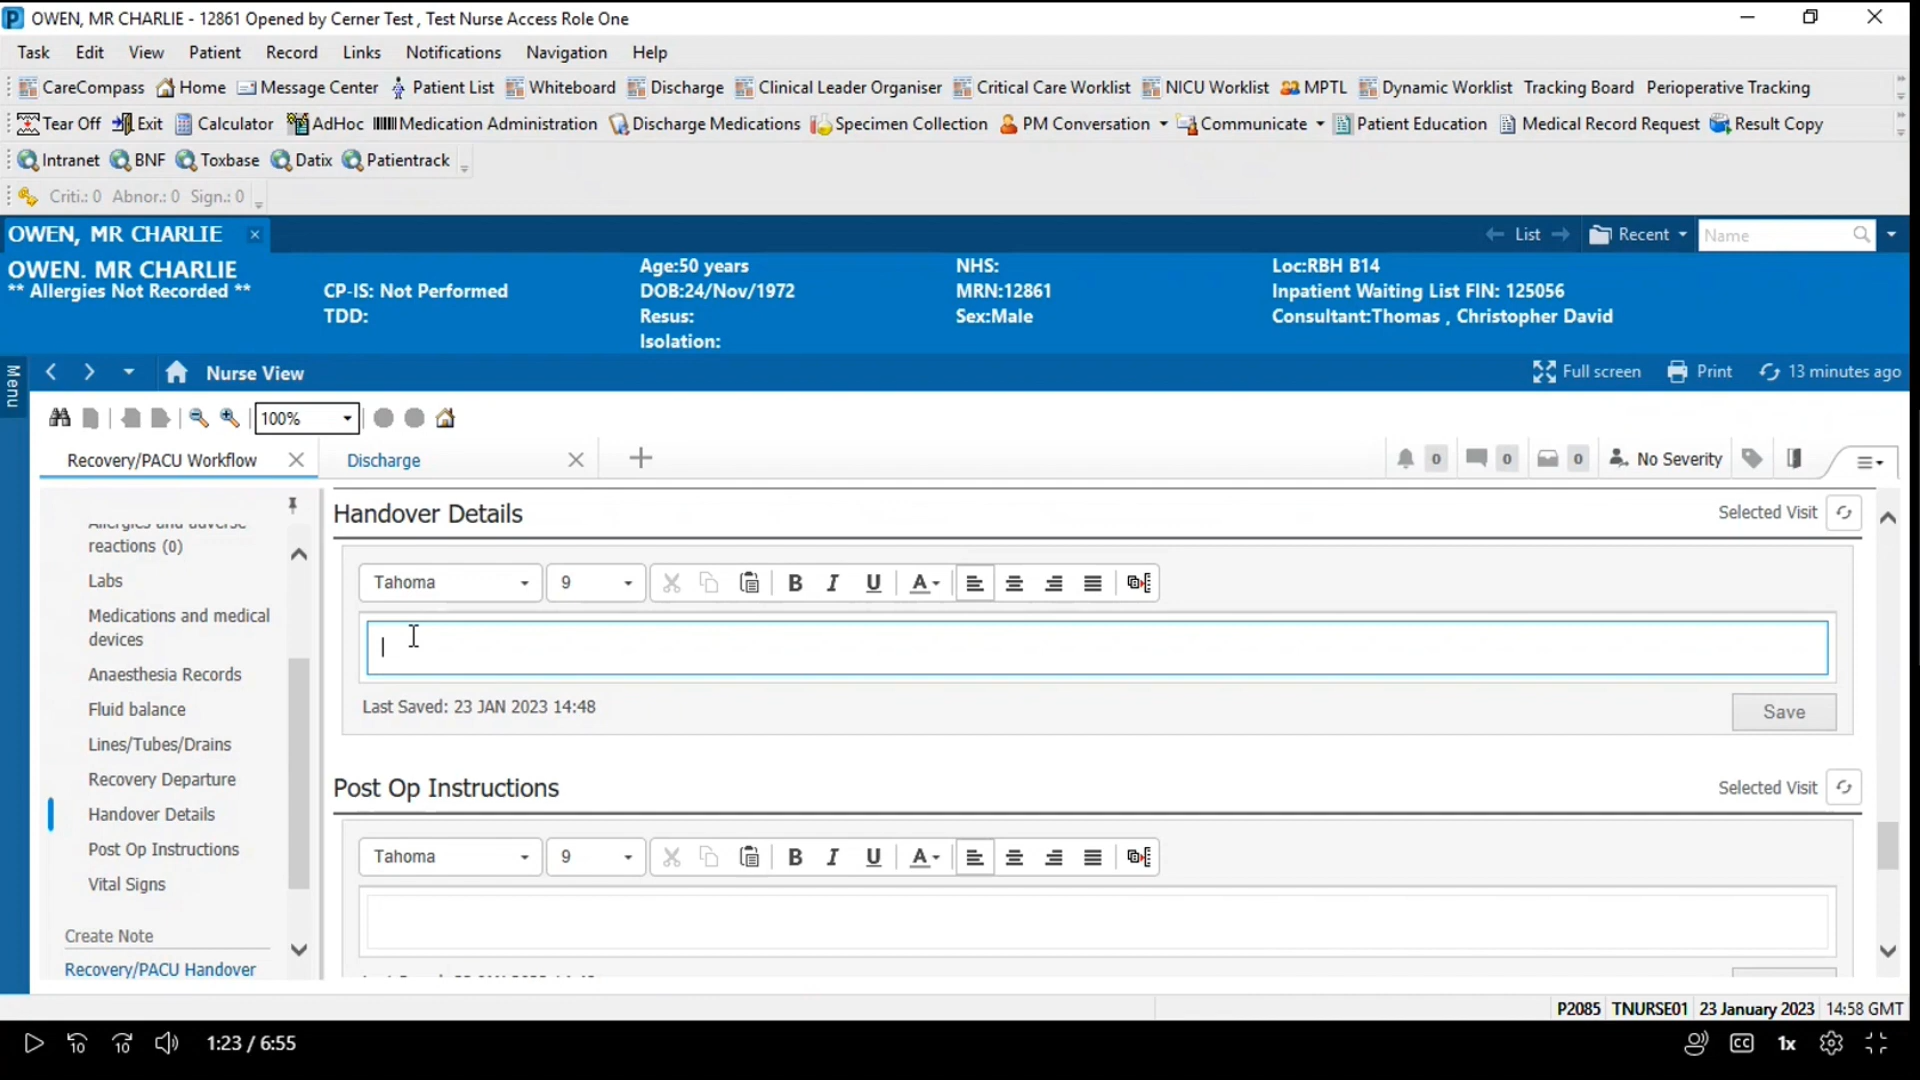 OWEN, MR CHARLIE - 12861 Opened by Cerner Test , Test Nurse Access Role One
Task Edit View Patient Record Links Notifications Navigation Help
CareCompass Home Message Center Patient List Whiteboard Discharge Clinical Leader Organiser Critical Care Worklist NICU Worklist MPTL Dynamic Worklist Tracking Board Perioperative Tracking
Tear Off Exit Calculator AdHoc Medication Administration Discharge Medications Specimen Collection PM Conversation Communicate Patient Education Medical Record Request Result Copy
Intranet BNF Toxbase Datix Patientrack
Criti.: 0 Abnor.: 0 Sign.: 0
OWEN, MR CHARLIE
List Recent Name
OWEN. MR CHARLIE
** Allergies Not Recorded **
CP-IS: Not Performed
TDD:
Age:50 years
DOB:24/Nov/1972
Resus:
Isolation:
NHS:
MRN:12861
Sex:Male
Loc:RBH B14
Inpatient Waiting List FIN: 125056
Consultant:Thomas , Christopher David
Menu
Nurse View
Full screen Print 13 minutes ago
100%
Recovery/PACU Workflow Discharge
0 0 0 No Severity
Allergies and adverse
reactions (0)
Labs
Medications and medical
devices
Anaesthesia Records
Fluid balance
Lines/Tubes/Drains
Recovery Departure
Handover Details
Post Op Instructions
Vital Signs
Create Note
Recovery/PACU Handover
Handover Details
Selected Visit
Tahoma 9 B I U A
Last Saved: 23 JAN 2023 14:48
Save
Post Op Instructions
Selected Visit
Tahoma 9 B I U A
P2085 TNURSE01 23 January 2023 14:58 GMT
10 10 1:23 / 6:55 CC 1x